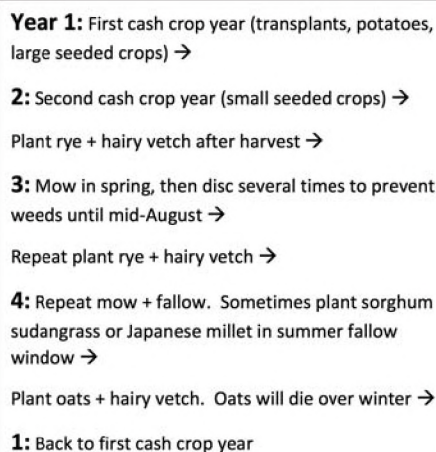 Year 1: First cash crop year (transplants, potatoes,
large seeded crops) →
2: Second cash crop year (small seeded crops) →
Plant rye + hairy vetch after harvest →
3: Mow in spring, then disc several times to prevent
weeds until mid-August →
Repeat plant rye + hairy vetch →
4: Repeat mow + fallow.  Sometimes plant sorghum
sudangrass or Japanese millet in summer fallow
window →
Plant oats + hairy vetch.  Oats will die over winter →
1: Back to first cash crop year